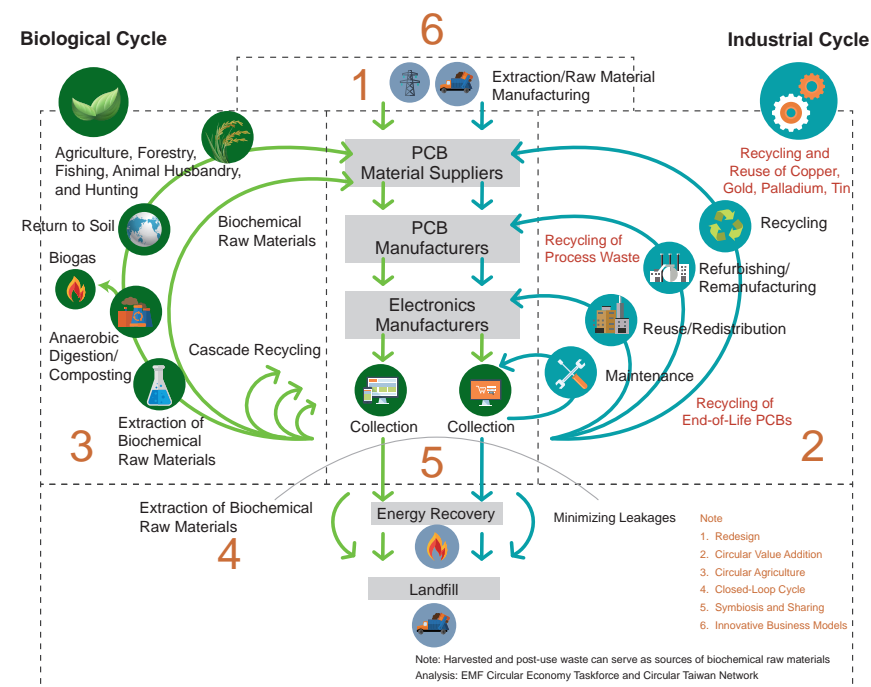 6
Biological Cycle
Industrial Cycle
1
Extraction/Raw Material
Manufacturing
Agriculture, Forestry,
Fishing, Animal Husbandry,
and Hunting
PCB
Material Suppliers
Recycling and
Reuse of Copper,
Gold, Palladium, Tin
Return to Soil
Biochemical
Raw Materials
PCB
Manufacturers
Recycling of
Process Waste
Recycling
Biogas
Refurbishing/
Remanufacturing
Electronics
Manufacturers
Reuse/Redistribution
Anaerobic
Digestion/
Composting
Cascade Recycling
Maintenance
Extraction of
Biochemical
Raw Materials
Collection
Collection
Recycling of
End-of-Life PCBs
3
2
5
Extraction of Biochemical
Raw Materials
4
Energy Recovery
Minimizing Leakages
Landfill
Note
1. Redesign
2. Circular Value Addition
3. Circular Agriculture
4. Closed-Loop Cycle
5. Symbiosis and Sharing
6. Innovative Business Models
Note: Harvested and post-use waste can serve as sources of biochemical raw materials
Analysis: EMF Circular Economy Taskforce and Circular Taiwan Network